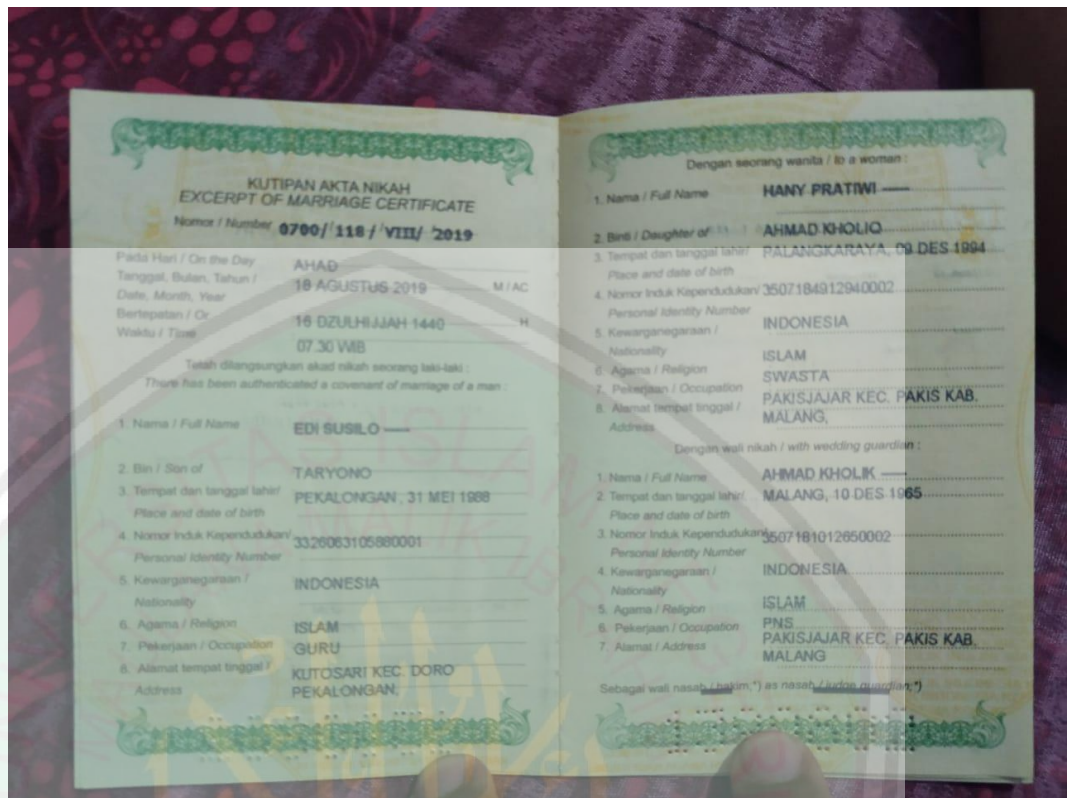 KUTIPAN AKTA NIKAH
EXCERPT OF MARRIAGE CERTIFICATE
Nomor / Number 0700/ 118 / VIII/ 2019
Pada Hari / On the Day AHAD
Tanggal, Bulan, Tahun / 18 AGUSTUS 2019 M / AC
Date, Month, Year
Bertepatan / Or 16 DZULHIJJAH 1440 H
Waktu / Time 07.30 WIB
Telah dilangsungkan akad nikah seorang laki-laki :
There has been authenticated a covenant of marriage of a man :
1. Nama / Full Name EDI SUSILO
2. Bin / Son of TARYONO
3. Tempat dan tanggal lahir/ PEKALONGAN, 31 MEI 1988
Place and date of birth
4. Nomor Induk Kependudukan/ 3326063105880001
Personal Identity Number
5. Kewarganegaraan / INDONESIA
Nationality
6. Agama / Religion ISLAM
7. Pekerjaan / Occupation GURU
8. Alamat tempat tinggal / KUTOSARI KEC. DORO
Address PEKALONGAN,
Dengan seorang wanita / to a woman :
1. Nama / Full Name HANY PRATIWI
2. Binti / Daughter of AHMAD KHOLIQ
3. Tempat dan tanggal lahir/ PALANGKARAYA, 09 DES 1994
Place and date of birth
4. Nomor Induk Kependudukan/ 3507184912940002
Personal Identity Number
5. Kewarganegaraan / INDONESIA
Nationality
6. Agama / Religion ISLAM
7. Pekerjaan / Occupation SWASTA
8. Alamat tempat tinggal / PAKISJAJAR KEC. PAKIS KAB.
Address MALANG,
Dengan wali nikah / with wedding guardian :
1. Nama / Full Name AHMAD KHOLIK
2. Tempat dan tanggal lahir/ MALANG, 10 DES 1965
Place and date of birth
3. Nomor Induk Kependudukan/ 3507181012650002
Personal Identity Number
4. Kewarganegaraan / INDONESIA
Nationality
5. Agama / Religion ISLAM
6. Pekerjaan / Occupation PNS
7. Alamat / Address PAKISJAJAR KEC. PAKIS KAB.
MALANG
Sebagai wali nasab / hakim,*) as nasab / judge guardian;*)